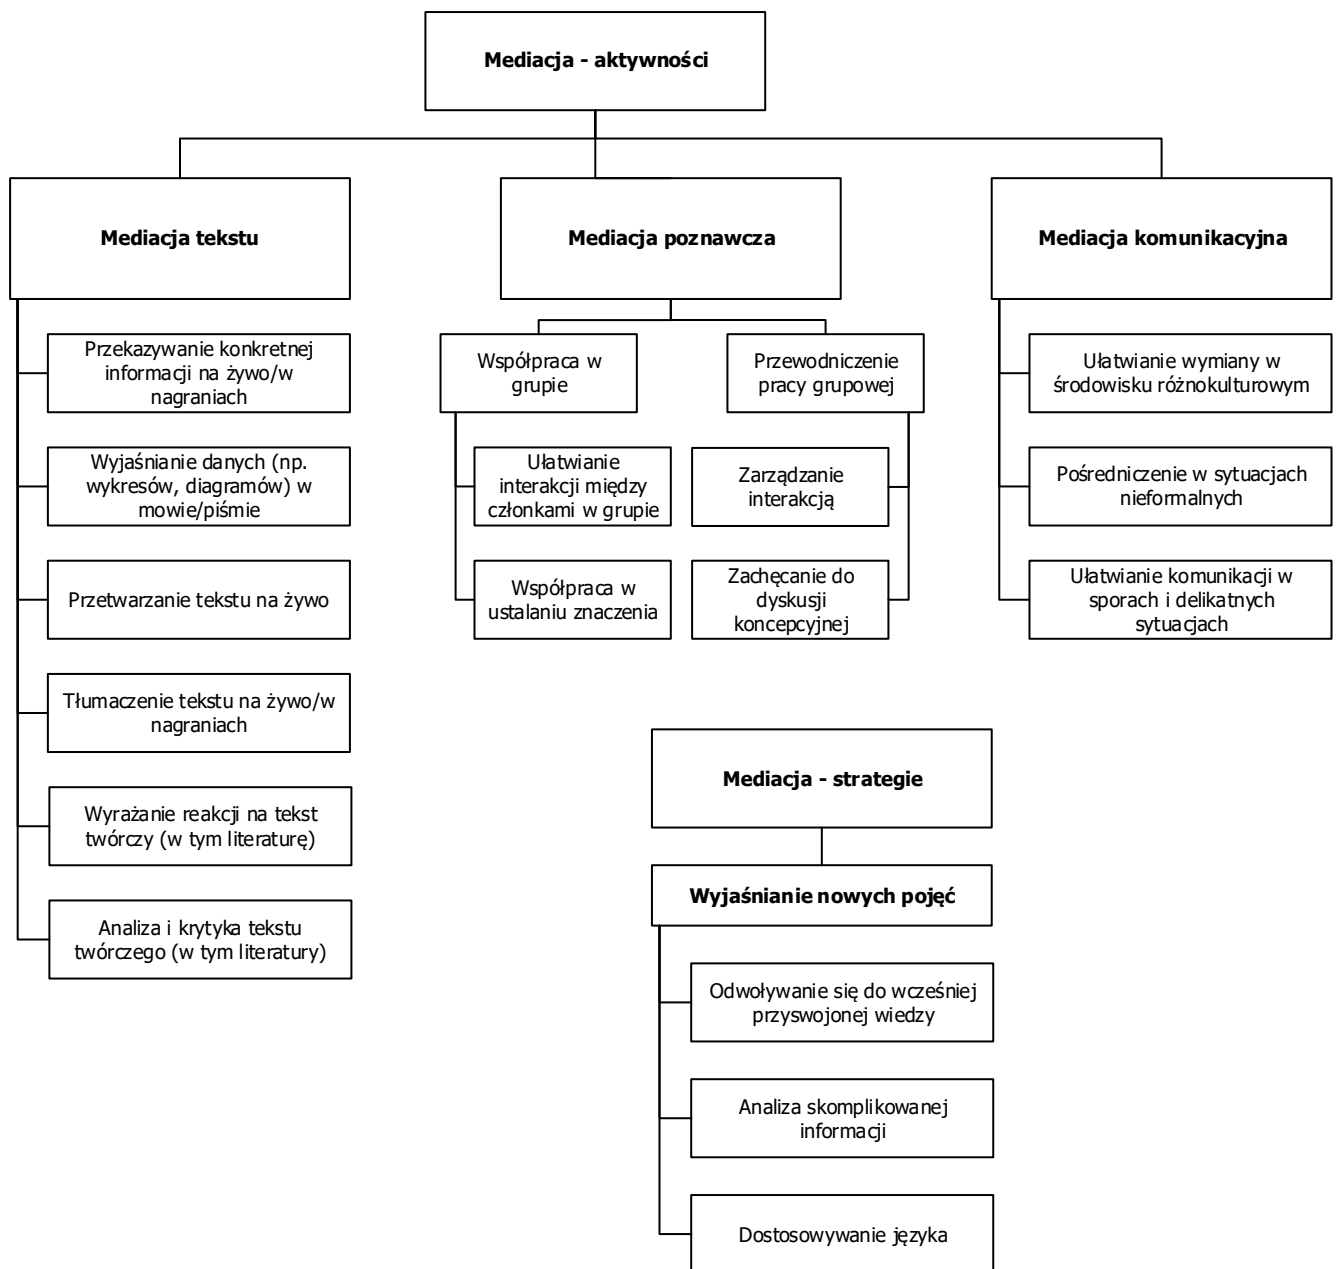 Mediacja - aktywności
Mediacja tekstu
Przekazywanie konkretnej
informacji na żywo/w
nagraniach
Wyjaśnianie danych (np.
wykresów, diagramów) w
mowie/piśmie
Przetwarzanie tekstu na żywo
Tłumaczenie tekstu na żywo/w
nagraniach
Wyrażanie reakcji na tekst
twórczy (w tym literaturę)
Analiza i krytyka tekstu
twórczego (w tym literatury)
Mediacja poznawcza
Współpraca w
grupie
Ułatwianie
interakcji między
członkami w grupie
Współpraca w
ustalaniu znaczenia
Przewodniczenie
pracy grupowej
Zarządzanie
interakcją
Zachęcanie do
dyskusji
koncepcyjnej
Mediacja komunikacyjna
Ułatwianie wymiany w
środowisku różnokulturowym
Pośredniczenie w sytuacjach
nieformalnych
Ułatwianie komunikacji w
sporach i delikatnych
sytuacjach
Mediacja - strategie
Wyjaśnianie nowych pojęć
Odwoływanie się do wcześniej
przyswojonej wiedzy
Analiza skomplikowanej
informacji
Dostosowywanie języka